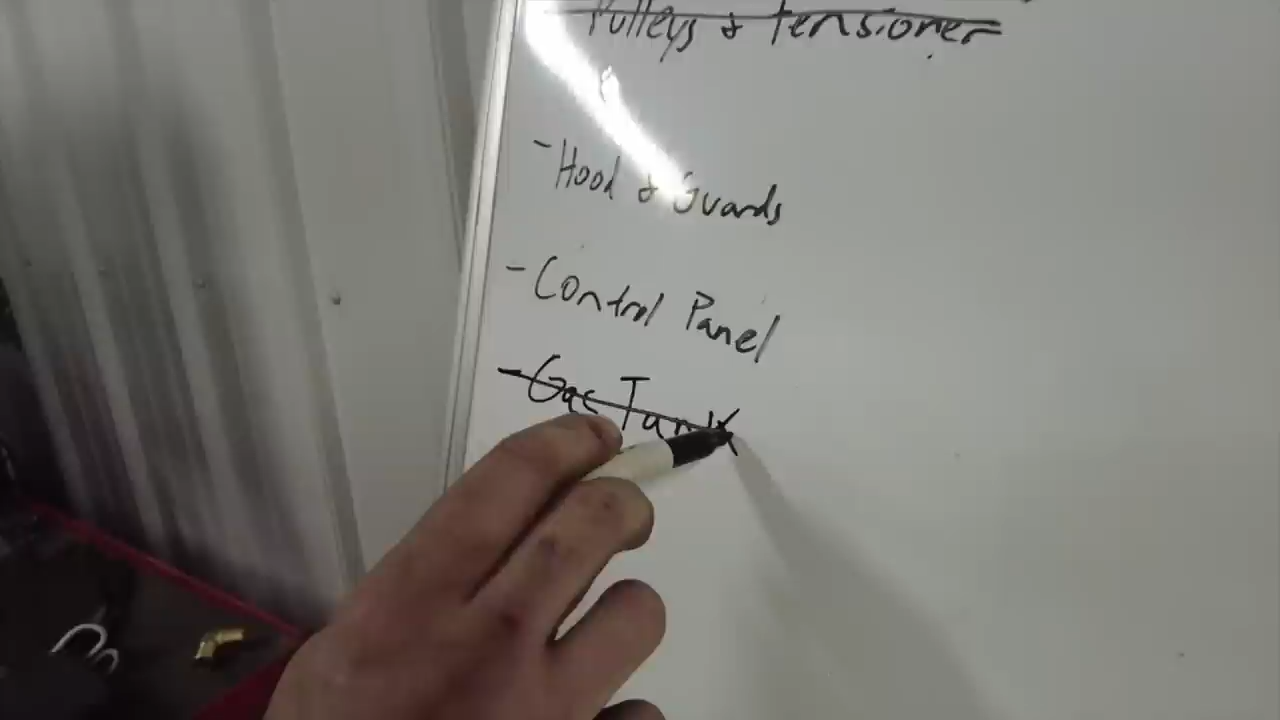 Pulleys & tensioner
- Hood & Guards
- Control Panel
- Gas Tank